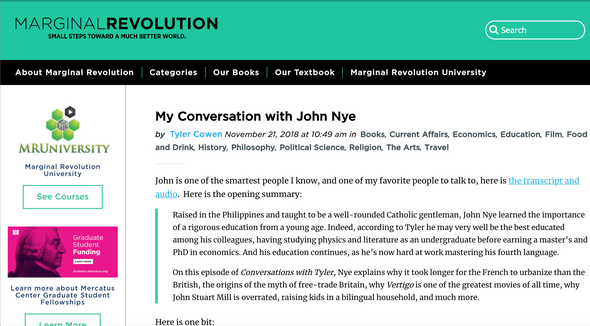 MARGINALREVOLUTION
SMALL STEPS TOWARD A MUCH BETTER WORLD.
Search
About Marginal Revolution
Categories
Our Books
Our Textbook
Marginal Revolution University
MRUNIVERSITY
Marginal Revolution
University
See Courses
Graduate
Student
Funding
Learn more about Mercatus
Center Graduate Student
Fellowships
Learn More
My Conversation with John Nye
by Tyler Cowen November 21, 2018 at 10:49 am in Books, Current Affairs, Economics, Education, Film, Food
and Drink, History, Philosophy, Political Science, Religion, The Arts, Travel
John is one of the smartest people I know, and one of my favorite people to talk to, here is the transcript and
audio. Here is the opening summary:
Raised in the Philippines and taught to be a well-rounded Catholic gentleman, John Nye learned the importance
of a rigorous education from a young age. Indeed, according to Tyler he may very well be the best educated
among his colleagues, having studied physics and literature as an undergraduate before earning a master's and
PhD in economics. And his education continues, as he's now hard at work mastering his fourth language.
On this episode of Conversations with Tyler, Nye explains why it took longer for the French to urbanize than the
British, the origins of the myth of free-trade Britain, why Vertigo is one of the greatest movies of all time, why
John Stuart Mill is overrated, raising kids in a bilingual household, and much more.
Here is one bit: